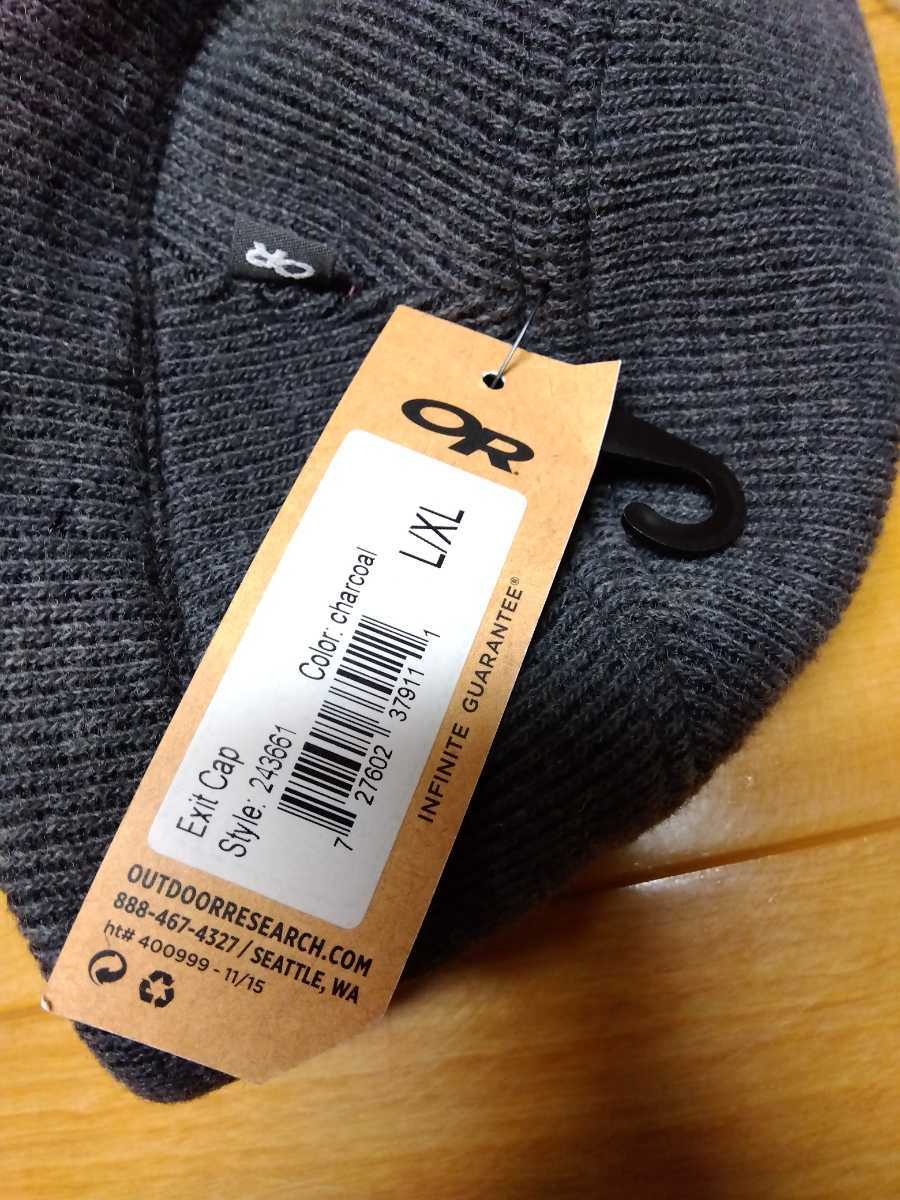 OR
OR
L/XL
Color: charcoal
Exit Cap
Style: 243661
7 27602 37911 1
INFINITE GUARANTEE®
OUTDOORRESEARCH.COM
888-467-4327 / SEATTLE, WA
ht# 400999 - 11/15